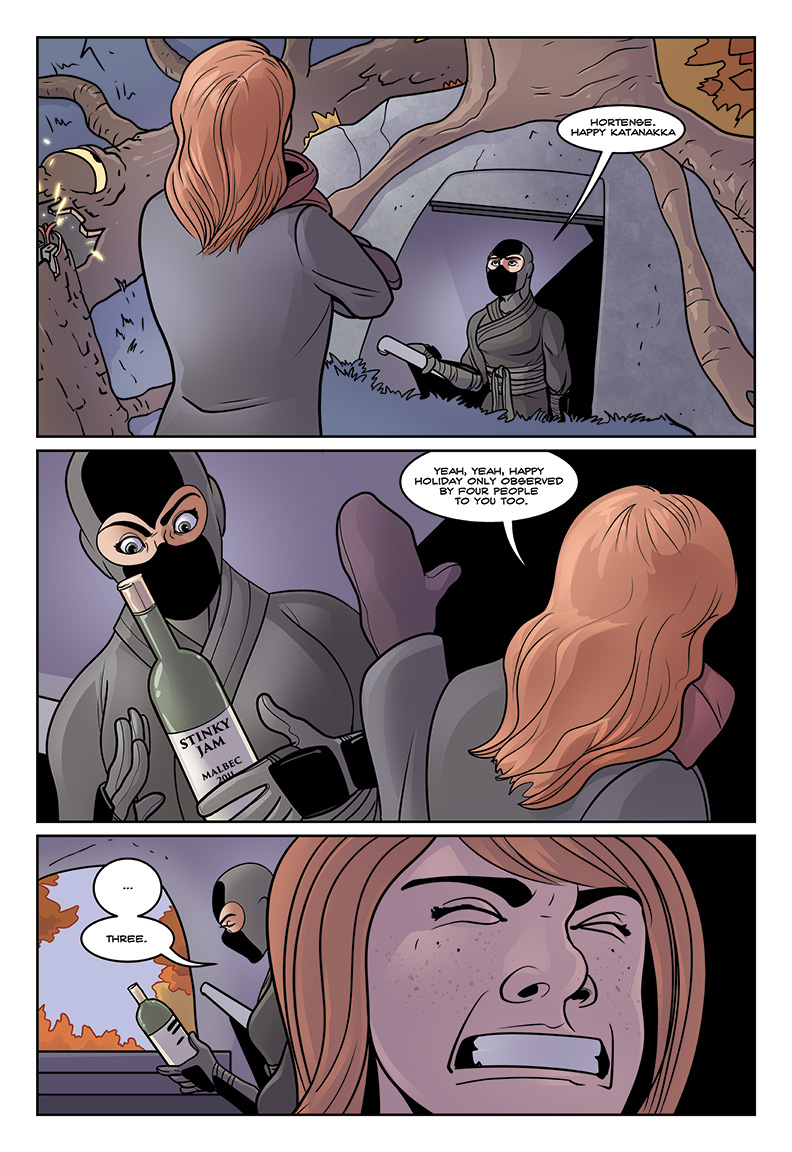 HORTENSE.
HAPPY KATANAKKA
YEAH, YEAH, HAPPY
HOLIDAY ONLY OBSERVED
BY FOUR PEOPLE
TO YOU TOO.
STINKY
JAM
MALBEC
2011
...
THREE.